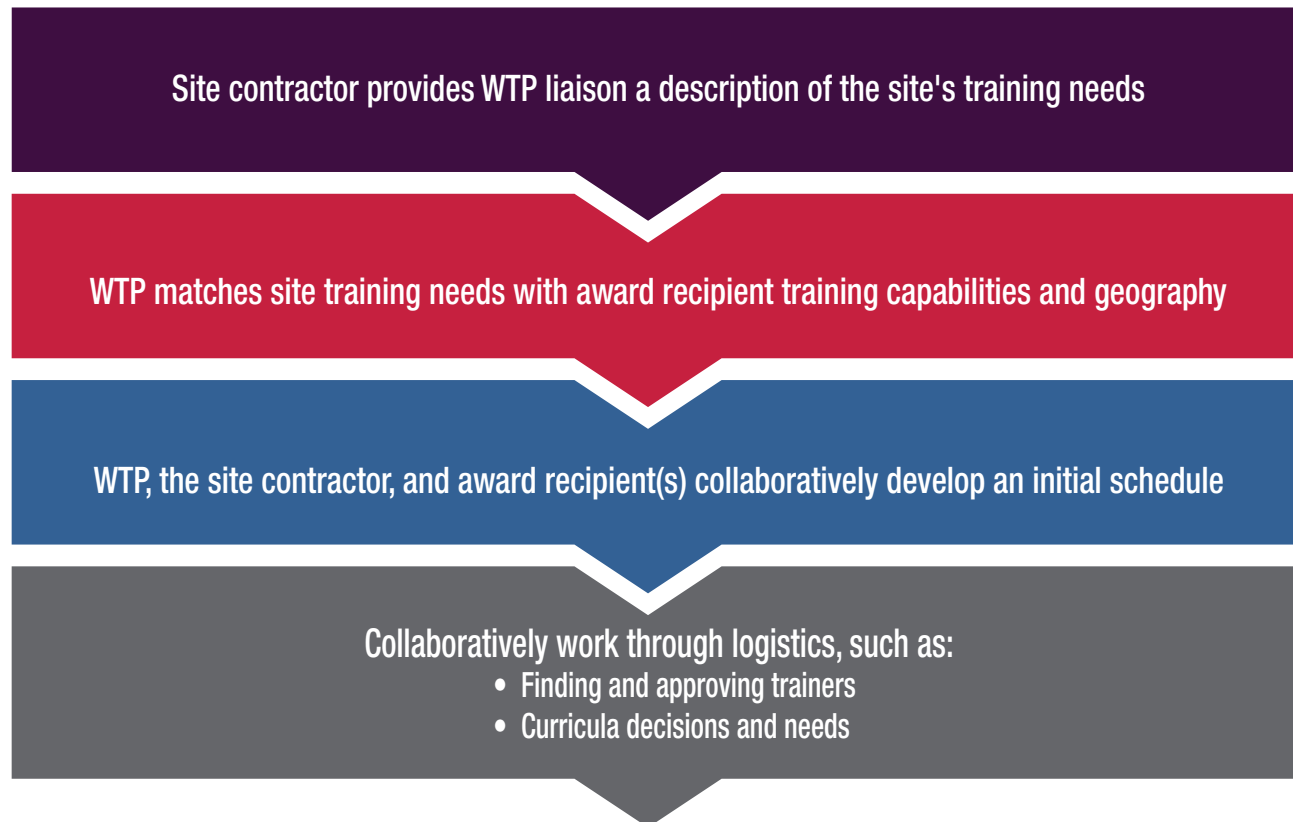 Site contractor provides WTP liaison a description of the site's training needs
WTP matches site training needs with award recipient training capabilities and geography
WTP, the site contractor, and award recipient(s) collaboratively develop an initial schedule
Collaboratively work through logistics, such as:
• Finding and approving trainers
• Curricula decisions and needs